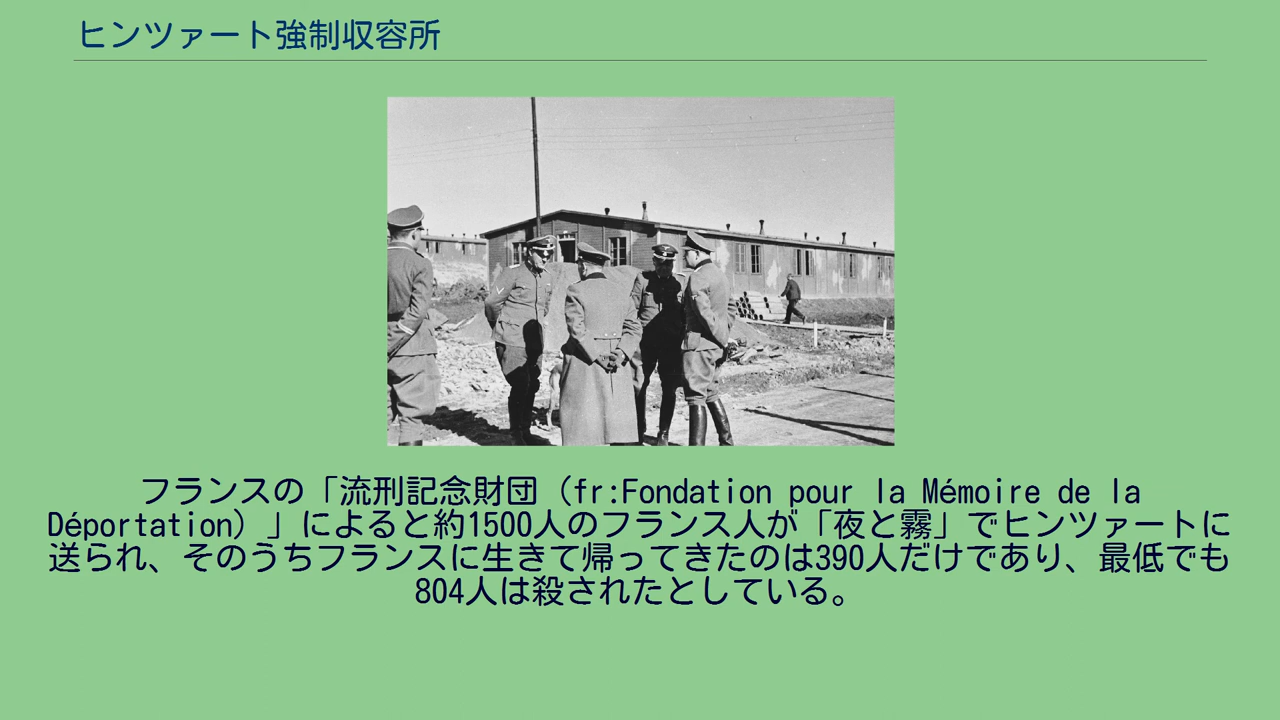 ヒンツァート強制収容所
フランスの「流刑記念財団（fr:Fondation pour la Mémoire de la
Déportation）」によると約1500人のフランス人が「夜と霧」でヒンツァートに
送られ、そのうちフランスに生きて帰ってきたのは390人だけであり、最低でも
804人は殺されたとしている。